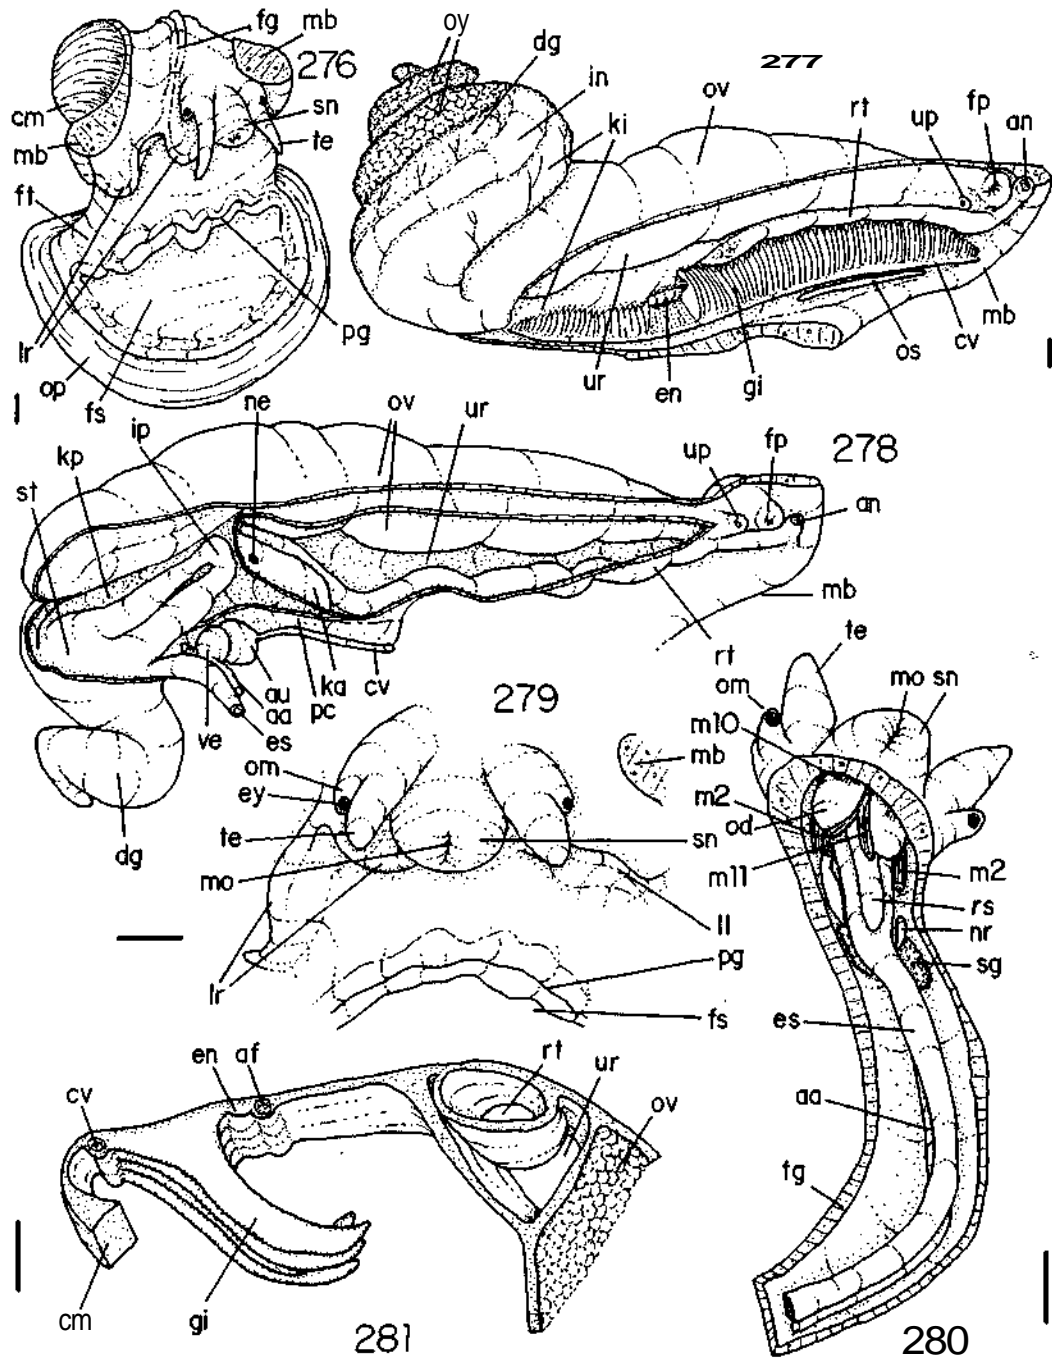 276
fg
mb
cm
mb
sn
te
ft
lr
op
fs
pg
277
oy
dg
in
ki
ov
rt
up
fp
an
ur
en
gi
os
cv
mb
278
st
kp
ip
ne
ov
ur
up
fp
an
mb
rt
dg
ve
au
aa
es
ka
pc
cv
279
om
ey
te
mo
lr
mb
sn
ll
pg
fs
280
te
rt
om
mo sn
m10
m2
od
m11
m2
rs
nr
sg
es
aa
fg
281
cv
en
af
rt
ur
ov
cm
gi